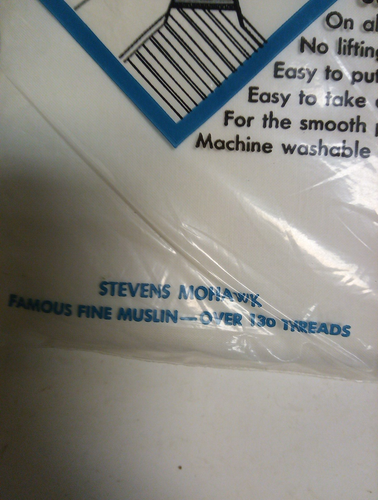 On al
No lifting
Easy to put
Easy to take
For the smooth
Machine washable
STEVENS MOHAWK
FAMOUS FINE MUSLIN—OVER 130 THREADS